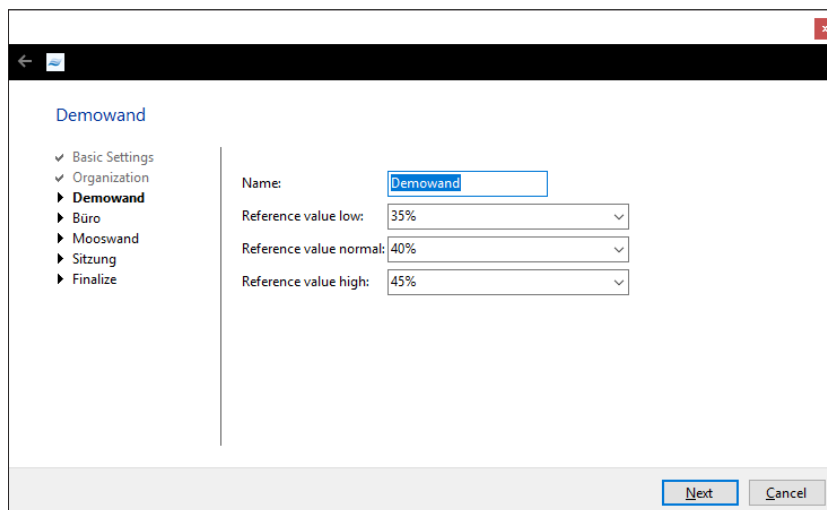 Demowand
Basic Settings
Organization
Demowand
Büro
Mooswand
Sitzung
Finalize
Name: Demowand
Reference value low: 35%
Reference value normal: 40%
Reference value high: 45%
Next Cancel